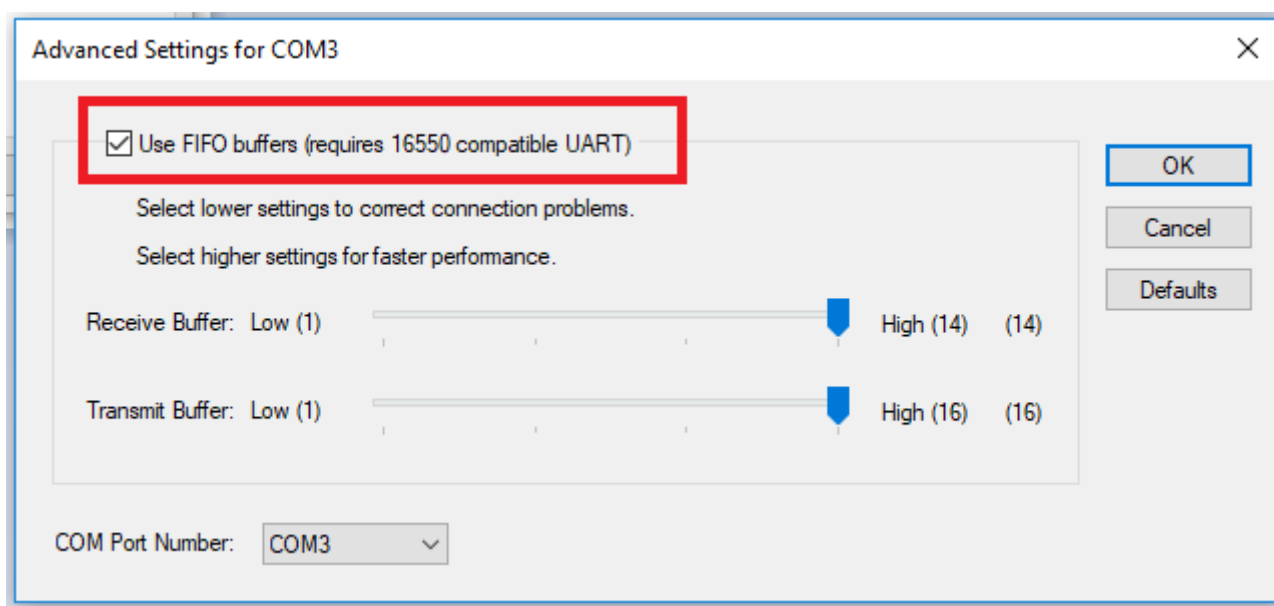 Advanced Settings for COM3
Use FIFO buffers (requires 16550 compatible UART)
OK
Select lower settings to correct connection problems.
Cancel
Select higher settings for faster performance.
Defaults
Receive Buffer: Low (1) High (14) (14)
Transmit Buffer: Low (1) High (16) (16)
COM Port Number: COM3